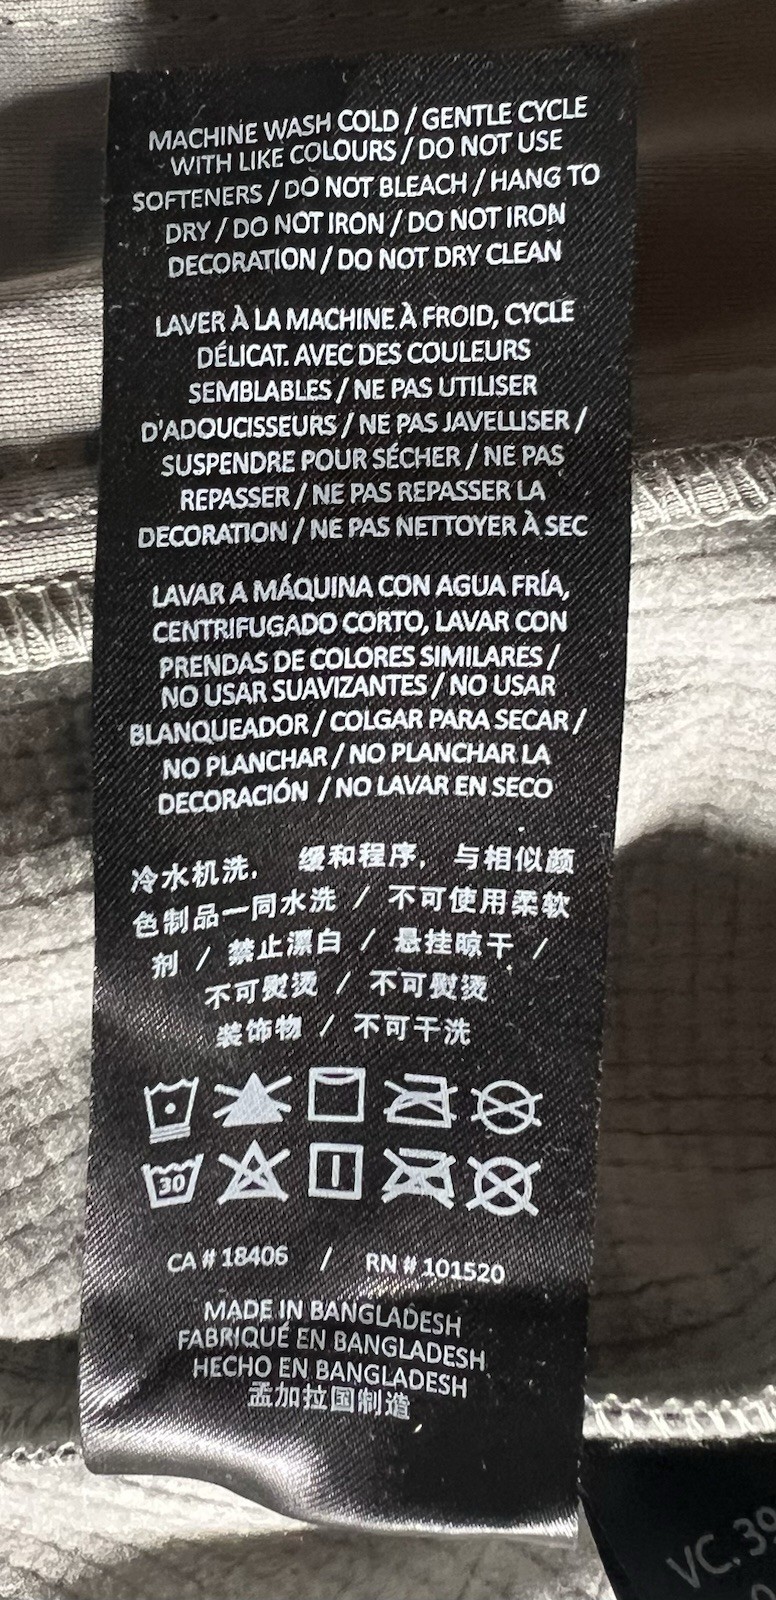 MACHINE WASH COLD / GENTLE CYCLE
WITH LIKE COLOURS / DO NOT USE
SOFTENERS / DO NOT BLEACH / HANG TO
DRY / DO NOT IRON / DO NOT IRON
DECORATION / DO NOT DRY CLEAN
LAVER À LA MACHINE À FROID, CYCLE
DÉLICAT. AVEC DES COULEURS
SEMBLABLES / NE PAS UTILISER
D'ADOUCISSEURS / NE PAS JAVELLISER /
SUSPENDRE POUR SÉCHER / NE PAS
REPASSER / NE PAS REPASSER LA
DECORATION / NE PAS NETTOYER À SEC
LAVAR A MÁQUINA CON AGUA FRÍA,
CENTRIFUGADO CORTO, LAVAR CON
PRENDAS DE COLORES SIMILARES /
NO USAR SUAVIZANTES / NO USAR
BLANQUEADOR / COLGAR PARA SECAR /
NO PLANCHAR / NO PLANCHAR LA
DECORACIÓN / NO LAVAR EN SECO
冷水机洗, 缓和程序, 与相似颜
色制品一同水洗 / 不可使用柔软
剂 / 禁止漂白 / 悬挂晾干 /
不可熨烫 / 不可熨烫
装饰物 / 不可干洗
30
CA # 18406 / RN # 101520
MADE IN BANGLADESH
FABRIQUÉ EN BANGLADESH
HECHO EN BANGLADESH
孟加拉国制造
VC. 39